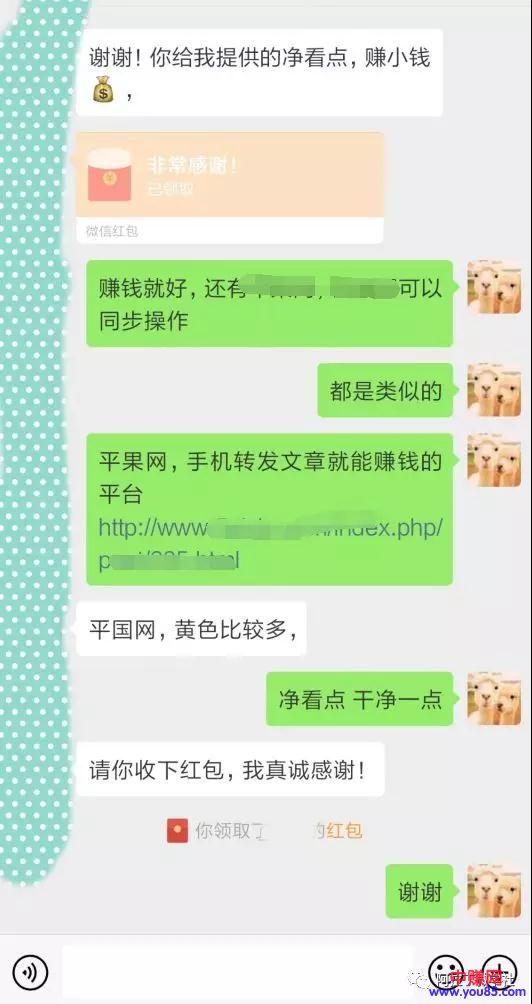 谢谢！你给我提供的净看点，赚小钱
，
非常感谢！
已领取
微信红包
赚钱就好，还有 可以
同步操作
都是类似的
平果网，手机转发文章就能赚钱的
平台
http://www index.php/
html
平国网，黄色比较多，
净看点 干净一点
请你收下红包，我真诚感谢！
你领取了 的红包
谢谢
中赚网
www.you85.com